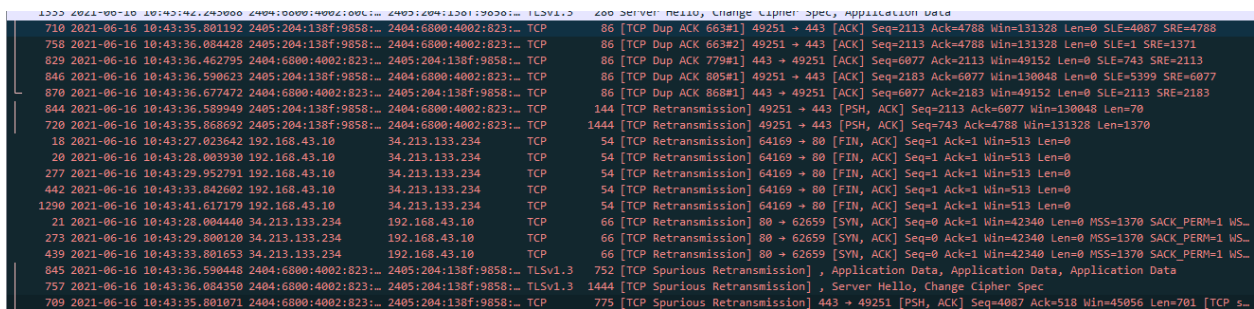 1333 2021-06-16 10:43:42.243088 2404:6800:4002:80c:… 2405:204:138f:9858:… TLSv1.3 286 Server Hello, Change Cipher Spec, Application Data
710 2021-06-16 10:43:35.801192 2405:204:138f:9858:… 2404:6800:4002:823:… TCP 86 [TCP Dup ACK 663#1] 49251 → 443 [ACK] Seq=2113 Ack=4788 Win=131328 Len=0 SLE=4087 SRE=4788
758 2021-06-16 10:43:36.084428 2405:204:138f:9858:… 2404:6800:4002:823:… TCP 86 [TCP Dup ACK 663#2] 49251 → 443 [ACK] Seq=2113 Ack=4788 Win=131328 Len=0 SLE=1 SRE=1371
829 2021-06-16 10:43:36.462795 2404:6800:4002:823:… 2405:204:138f:9858:… TCP 86 [TCP Dup ACK 779#1] 443 → 49251 [ACK] Seq=6077 Ack=2113 Win=49152 Len=0 SLE=743 SRE=2113
846 2021-06-16 10:43:36.590623 2405:204:138f:9858:… 2404:6800:4002:823:… TCP 86 [TCP Dup ACK 805#1] 49251 → 443 [ACK] Seq=2183 Ack=6077 Win=130048 Len=0 SLE=5399 SRE=6077
870 2021-06-16 10:43:36.677472 2404:6800:4002:823:… 2405:204:138f:9858:… TCP 86 [TCP Dup ACK 868#1] 443 → 49251 [ACK] Seq=6077 Ack=2183 Win=49152 Len=0 SLE=2113 SRE=2183
844 2021-06-16 10:43:36.589949 2405:204:138f:9858:… 2404:6800:4002:823:… TCP 144 [TCP Retransmission] 49251 → 443 [PSH, ACK] Seq=2113 Ack=6077 Win=130048 Len=70
720 2021-06-16 10:43:35.868692 2405:204:138f:9858:… 2404:6800:4002:823:… TCP 1444 [TCP Retransmission] 49251 → 443 [PSH, ACK] Seq=743 Ack=4788 Win=131328 Len=1370
18 2021-06-16 10:43:27.023642 192.168.43.10 34.213.133.234 TCP 54 [TCP Retransmission] 64169 → 80 [FIN, ACK] Seq=1 Ack=1 Win=513 Len=0
20 2021-06-16 10:43:28.003930 192.168.43.10 34.213.133.234 TCP 54 [TCP Retransmission] 64169 → 80 [FIN, ACK] Seq=1 Ack=1 Win=513 Len=0
277 2021-06-16 10:43:29.952791 192.168.43.10 34.213.133.234 TCP 54 [TCP Retransmission] 64169 → 80 [FIN, ACK] Seq=1 Ack=1 Win=513 Len=0
442 2021-06-16 10:43:33.842602 192.168.43.10 34.213.133.234 TCP 54 [TCP Retransmission] 64169 → 80 [FIN, ACK] Seq=1 Ack=1 Win=513 Len=0
1290 2021-06-16 10:43:41.617179 192.168.43.10 34.213.133.234 TCP 54 [TCP Retransmission] 64169 → 80 [FIN, ACK] Seq=1 Ack=1 Win=513 Len=0
21 2021-06-16 10:43:28.004440 34.213.133.234 192.168.43.10 TCP 66 [TCP Retransmission] 80 → 62659 [SYN, ACK] Seq=0 Ack=1 Win=42340 Len=0 MSS=1370 SACK_PERM=1 WS…
273 2021-06-16 10:43:29.800120 34.213.133.234 192.168.43.10 TCP 66 [TCP Retransmission] 80 → 62659 [SYN, ACK] Seq=0 Ack=1 Win=42340 Len=0 MSS=1370 SACK_PERM=1 WS…
439 2021-06-16 10:43:33.801653 34.213.133.234 192.168.43.10 TCP 66 [TCP Retransmission] 80 → 62659 [SYN, ACK] Seq=0 Ack=1 Win=42340 Len=0 MSS=1370 SACK_PERM=1 WS…
845 2021-06-16 10:43:36.590448 2404:6800:4002:823:… 2405:204:138f:9858:… TLSv1.3 752 [TCP Spurious Retransmission] , Application Data, Application Data, Application Data
757 2021-06-16 10:43:36.084350 2404:6800:4002:823:… 2405:204:138f:9858:… TLSv1.3 1444 [TCP Spurious Retransmission] , Server Hello, Change Cipher Spec
709 2021-06-16 10:43:35.801071 2404:6800:4002:823:… 2405:204:138f:9858:… TCP 775 [TCP Spurious Retransmission] 443 → 49251 [PSH, ACK] Seq=4087 Ack=518 Win=45056 Len=701 [TCP s…